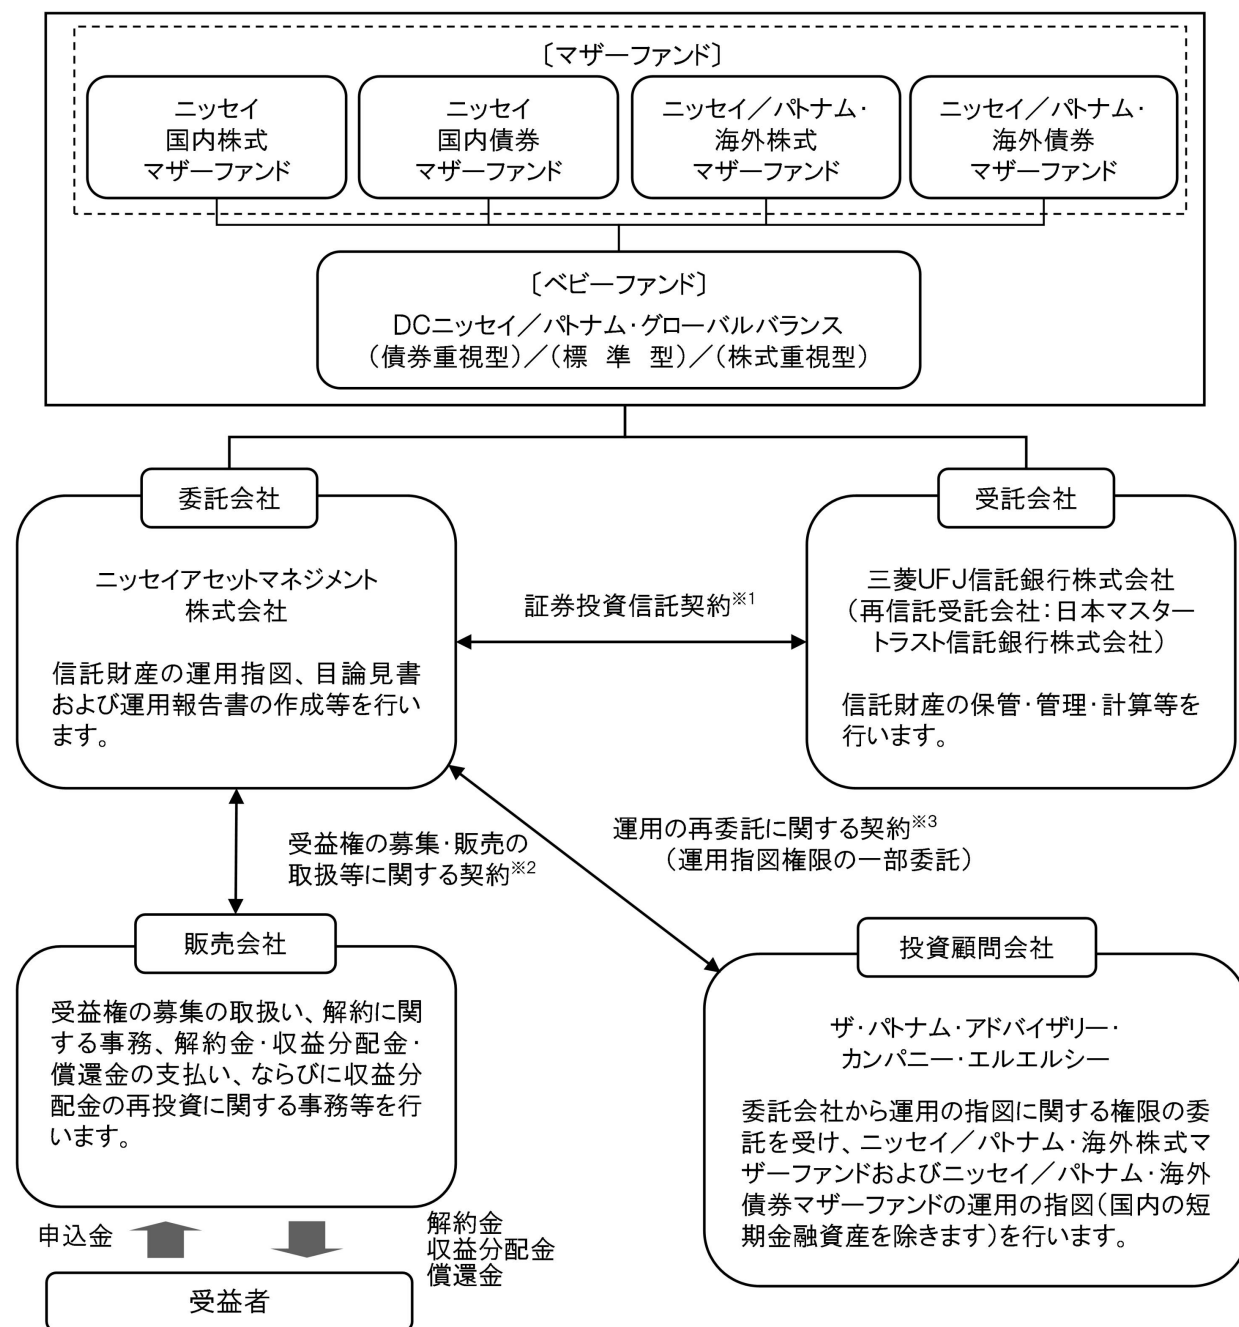 〔マザーファンド〕
ニッセイ
国内株式
マザーファンド
ニッセイ
国内債券
マザーファンド
ニッセイ／パトナム・
海外株式
マザーファンド
ニッセイ／パトナム・
海外債券
マザーファンド
〔ベビーファンド〕
DCニッセイ／パトナム・グローバルバランス
（債券重視型）／（標　準　型）／（株式重視型）
委託会社
ニッセイアセットマネジメント
株式会社
信託財産の運用指図、目論見書
および運用報告書の作成等を行い
ます。
証券投資信託契約※1
受託会社
三菱UFJ信託銀行株式会社
（再信託受託会社：日本マスター
トラスト信託銀行株式会社）
信託財産の保管・管理・計算等を
行います。
受益権の募集・販売の
取扱等に関する契約※2
運用の再委託に関する契約※3
（運用指図権限の一部委託）
販売会社
受益権の募集の取扱い、解約に関
する事務、解約金・収益分配金・
償還金の支払い、ならびに収益分
配金の再投資に関する事務等を行
います。
投資顧問会社
ザ・パトナム・アドバイザリー・
カンパニー・エルエルシー
委託会社から運用の指図に関する権限の委
託を受け、ニッセイ／パトナム・海外株式マ
ザーファンドおよびニッセイ／パトナム・海外
債券マザーファンドの運用の指図（国内の短
期金融資産を除きます）を行います。
申込金
解約金
収益分配金
償還金
受益者